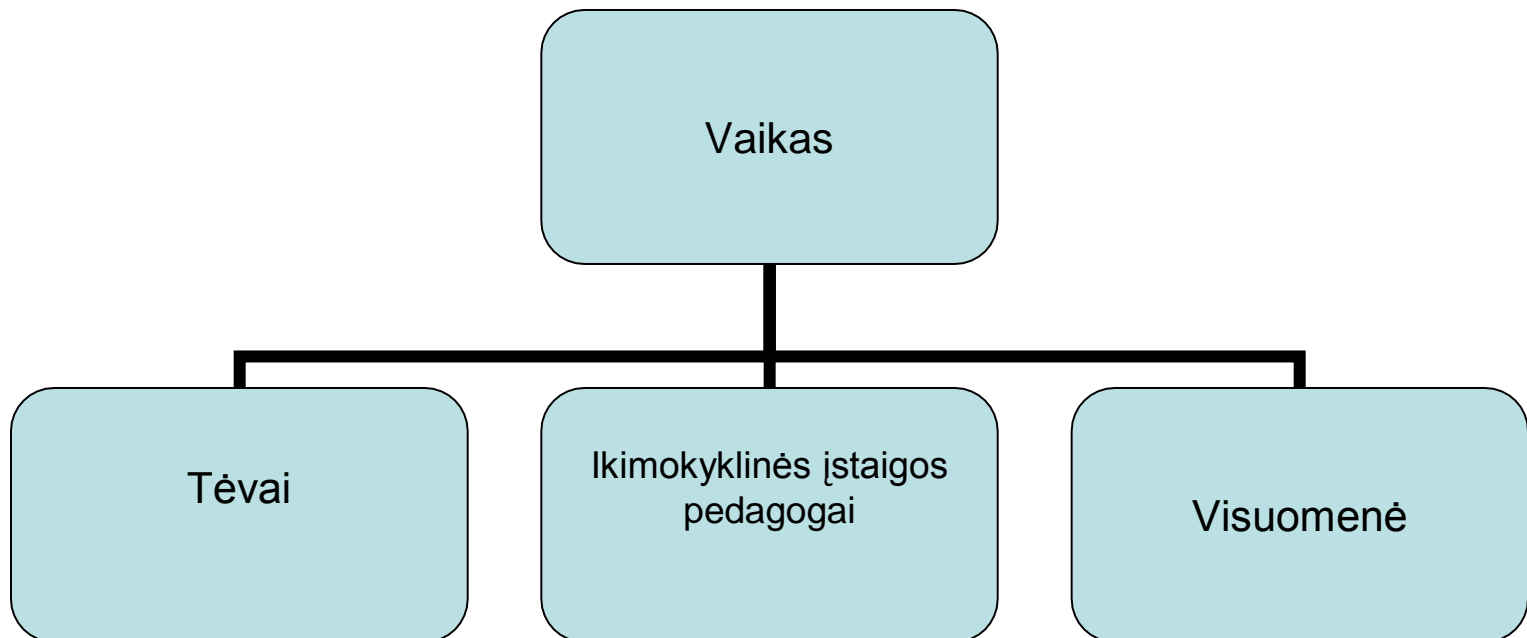 Vaikas
Tėvai
Ikimokyklinės įstaigos
pedagogai
Visuomenė